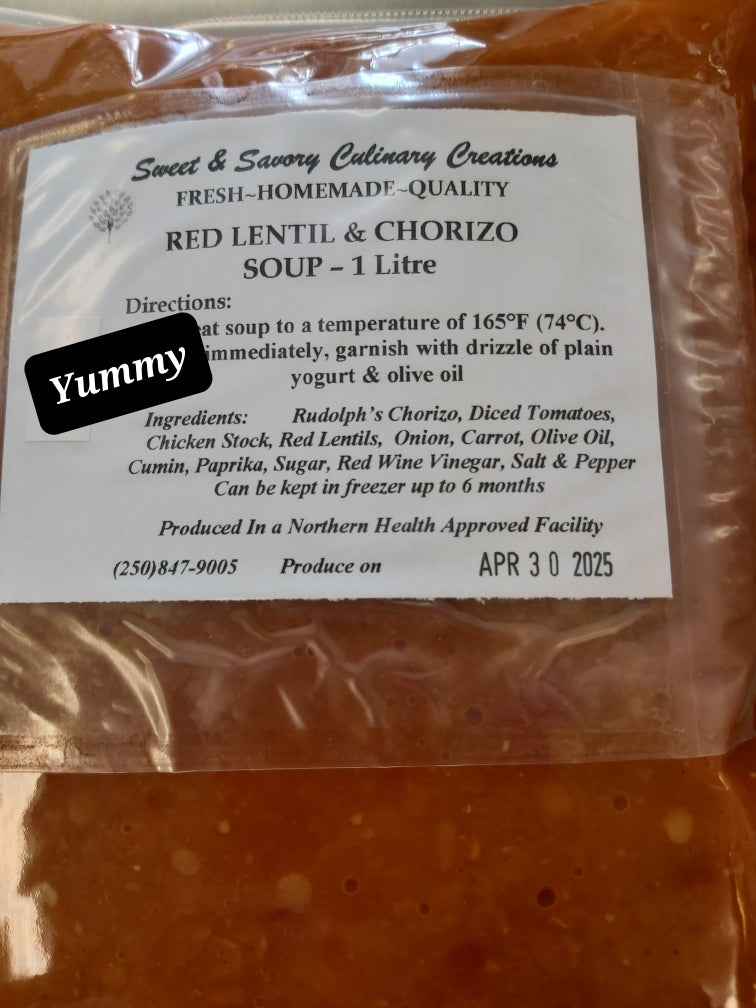 Sweet & Savory Culinary Creations
FRESH~HOMEMADE~QUALITY
RED LENTIL & CHORIZO
SOUP – 1 Litre
Directions:
eat soup to a temperature of 165°F (74°C).
immediately, garnish with drizzle of plain
yogurt & olive oil
Yummy
Ingredients: Rudolph's Chorizo, Diced Tomatoes,
Chicken Stock, Red Lentils, Onion, Carrot, Olive Oil,
Cumin, Paprika, Sugar, Red Wine Vinegar, Salt & Pepper
Can be kept in freezer up to 6 months
Produced In a Northern Health Approved Facility
(250)847-9005 Produce on APR 30 2025